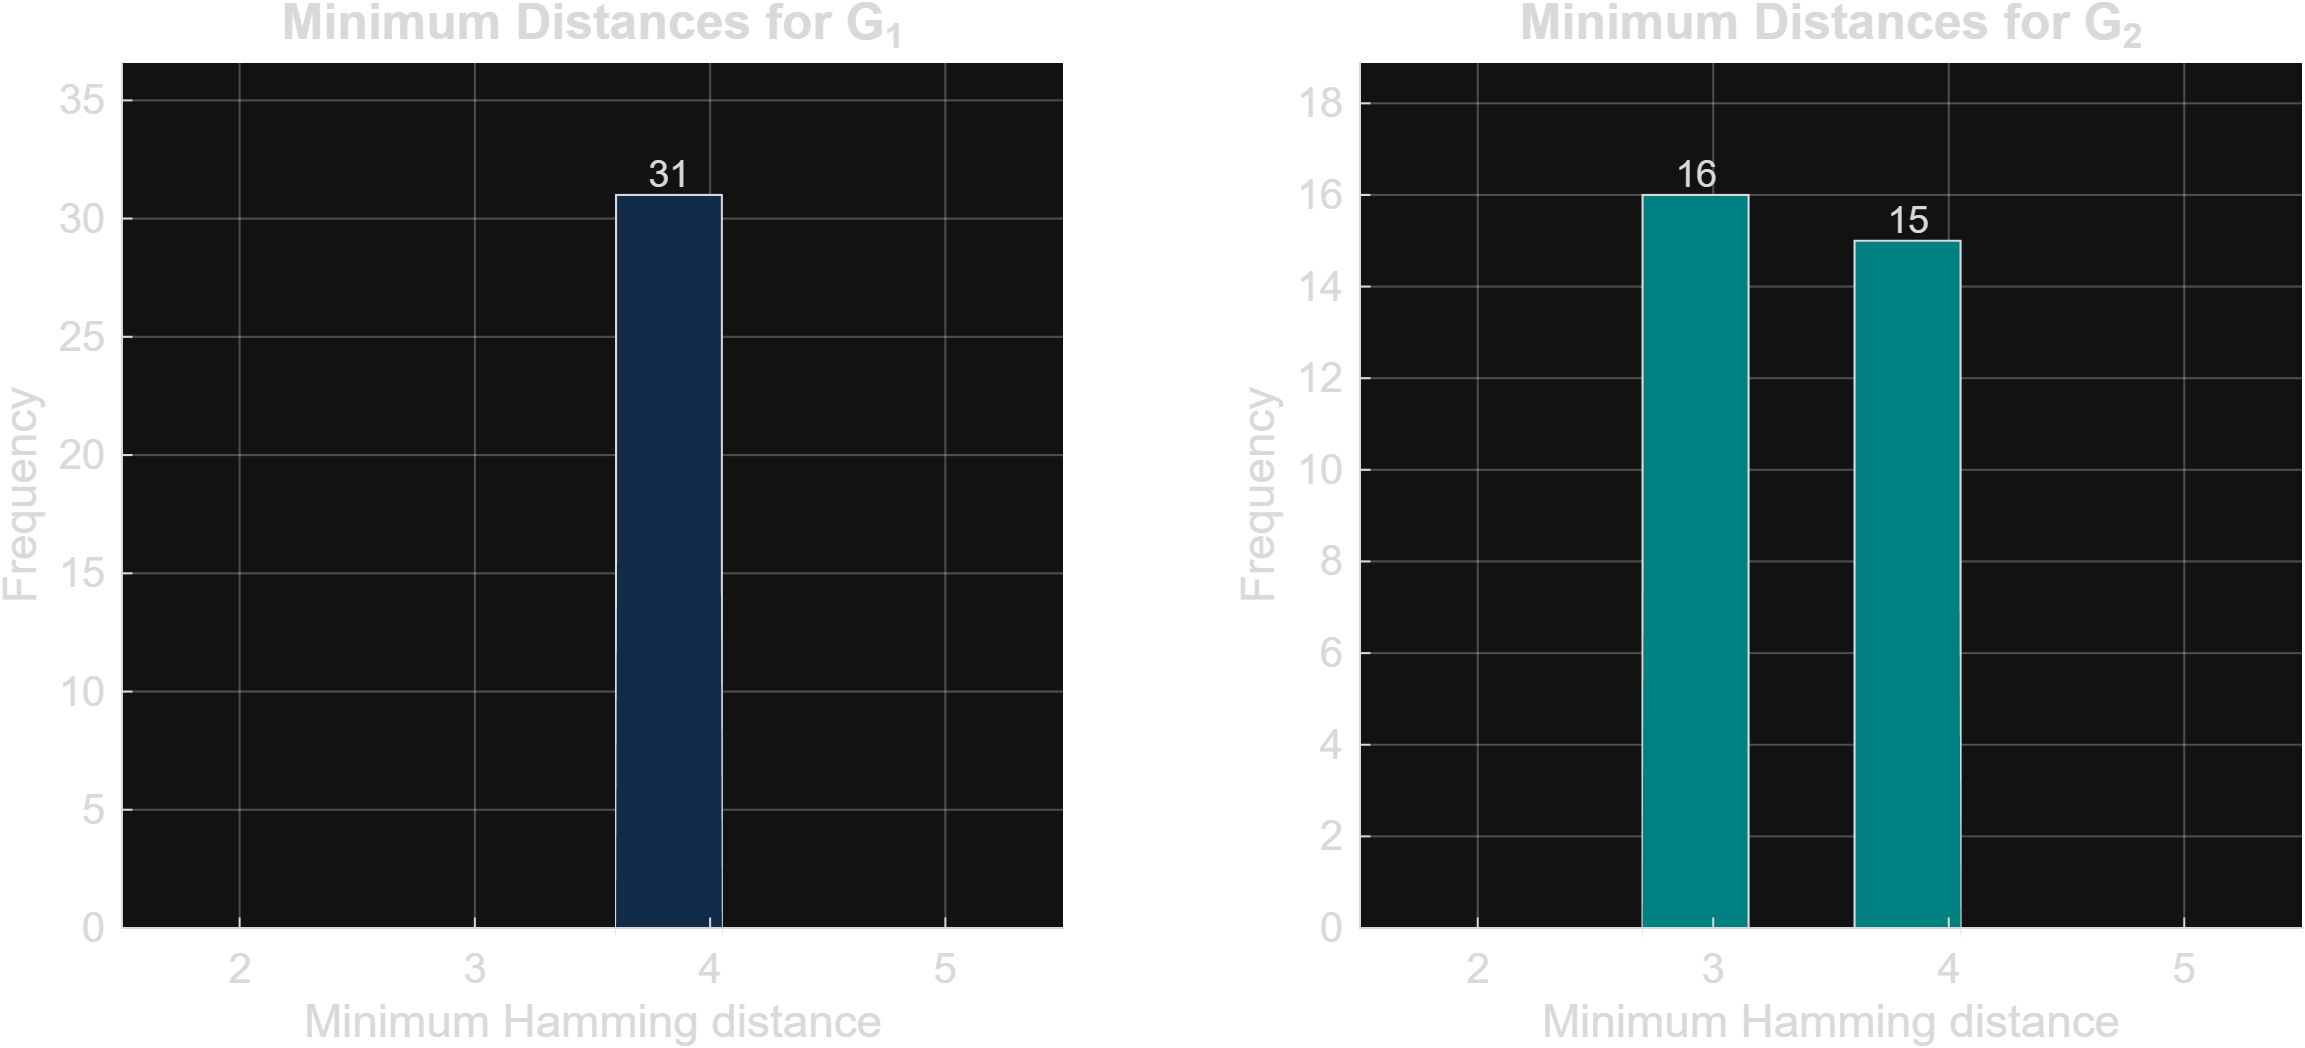 Minimum Distances for G₁
35
30
25
20
15
10
5
0
Frequency
31
2 3 4 5
Minimum Hamming distance
Minimum Distances for G₂
18
16
14
12
10
8
6
4
2
0
Frequency
16
15
2 3 4 5
Minimum Hamming distance